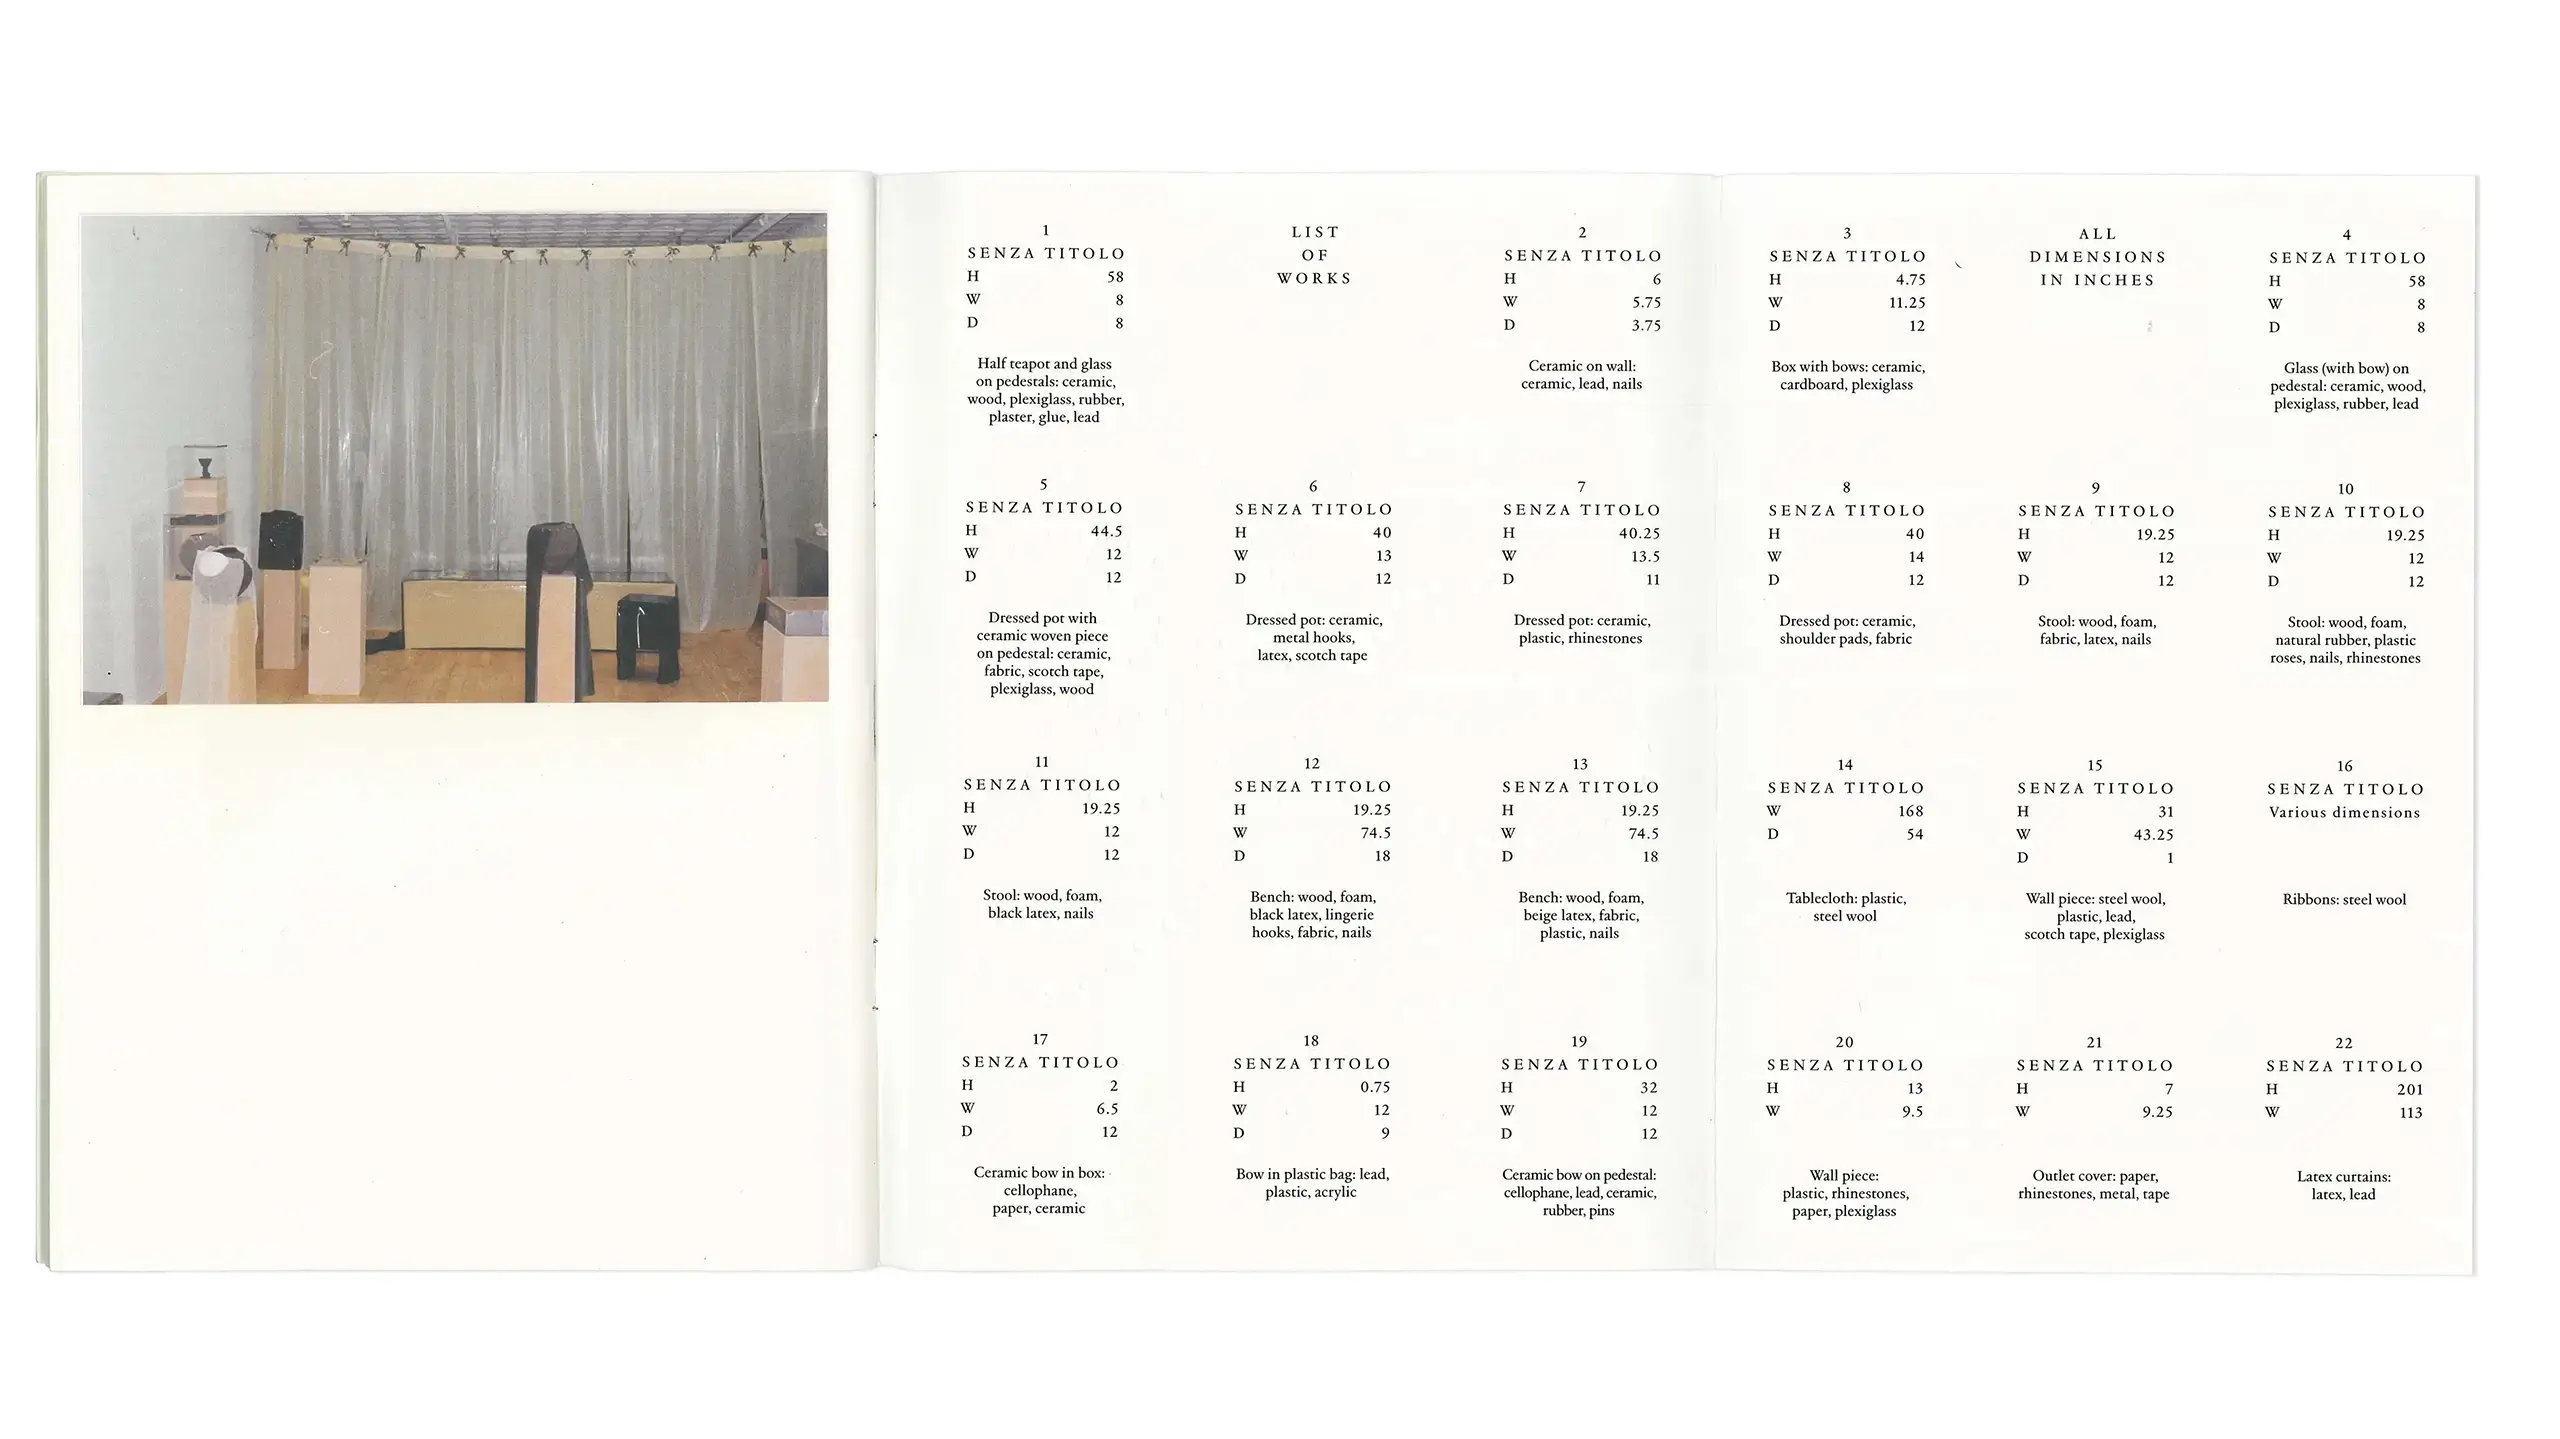 1
SENZA TITOLO
H 58
W 8
D 8
Half teapot and glass
on pedestals: ceramic,
wood, plexiglass, rubber,
plaster, glue, lead
LIST
OF
WORKS
2
SENZA TITOLO
H 6
W 5.75
D 3.75
Ceramic on wall:
ceramic, lead, nails
3
SENZA TITOLO
H 4.75
W 11.25
D 12
Box with bows: ceramic,
cardboard, plexiglass
ALL
DIMENSIONS
IN INCHES
4
SENZA TITOLO
H 58
W 8
D 8
Glass (with bow) on
pedestal: ceramic, wood,
plexiglass, rubber, lead
5
SENZA TITOLO
H 44.5
W 12
D 12
Dressed pot with
ceramic woven piece
on pedestal: ceramic,
fabric, scotch tape,
plexiglass, wood
6
SENZA TITOLO
H 40
W 13
D 12
Dressed pot: ceramic,
metal hooks,
latex, scotch tape
7
SENZA TITOLO
H 40.25
W 13.5
D 11
Dressed pot: ceramic,
plastic, rhinestones
8
SENZA TITOLO
H 40
W 14
D 12
Dressed pot: ceramic,
shoulder pads, fabric
9
SENZA TITOLO
H 19.25
W 12
D 12
Stool: wood, foam,
fabric, latex, nails
10
SENZA TITOLO
H 19.25
W 12
D 12
Stool: wood, foam,
natural rubber, plastic
roses, nails, rhinestones
11
SENZA TITOLO
H 19.25
W 12
D 12
Stool: wood, foam,
black latex, nails
12
SENZA TITOLO
H 19.25
W 74.5
D 18
Bench: wood, foam,
black latex, lingerie
hooks, fabric, nails
13
SENZA TITOLO
H 19.25
W 74.5
D 18
Bench: wood, foam,
beige latex, fabric,
plastic, nails
14
SENZA TITOLO
W 168
D 54
Tablecloth: plastic,
steel wool
15
SENZA TITOLO
H 31
W 43.25
D 1
Wall piece: steel wool,
plastic, lead,
scotch tape, plexiglass
16
SENZA TITOLO
Various dimensions
Ribbons: steel wool
17
SENZA TITOLO
H 2
W 6.5
D 12
Ceramic bow in box:
cellophane,
paper, ceramic
18
SENZA TITOLO
H 0.75
W 12
D 9
Bow in plastic bag: lead,
plastic, acrylic
19
SENZA TITOLO
H 32
W 12
D 12
Ceramic bow on pedestal:
cellophane, lead, ceramic,
rubber, pins
20
SENZA TITOLO
H 13
W 9.5
Wall piece:
plastic, rhinestones,
paper, plexiglass
21
SENZA TITOLO
H 7
W 9.25
Outlet cover: paper,
rhinestones, metal, tape
22
SENZA TITOLO
H 201
W 113
Latex curtains:
latex, lead